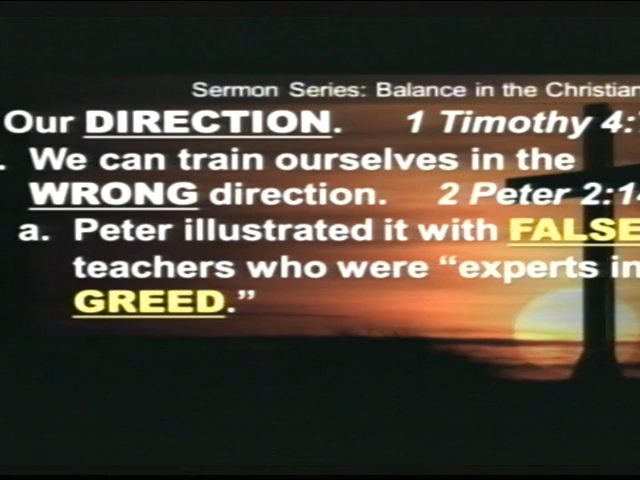 Sermon Series: Balance in the Christian
Our DIRECTION. 1 Timothy 4:
. We can train ourselves in the
WRONG direction. 2 Peter 2:1
a. Peter illustrated it with FALSE
teachers who were “experts in
GREED.”